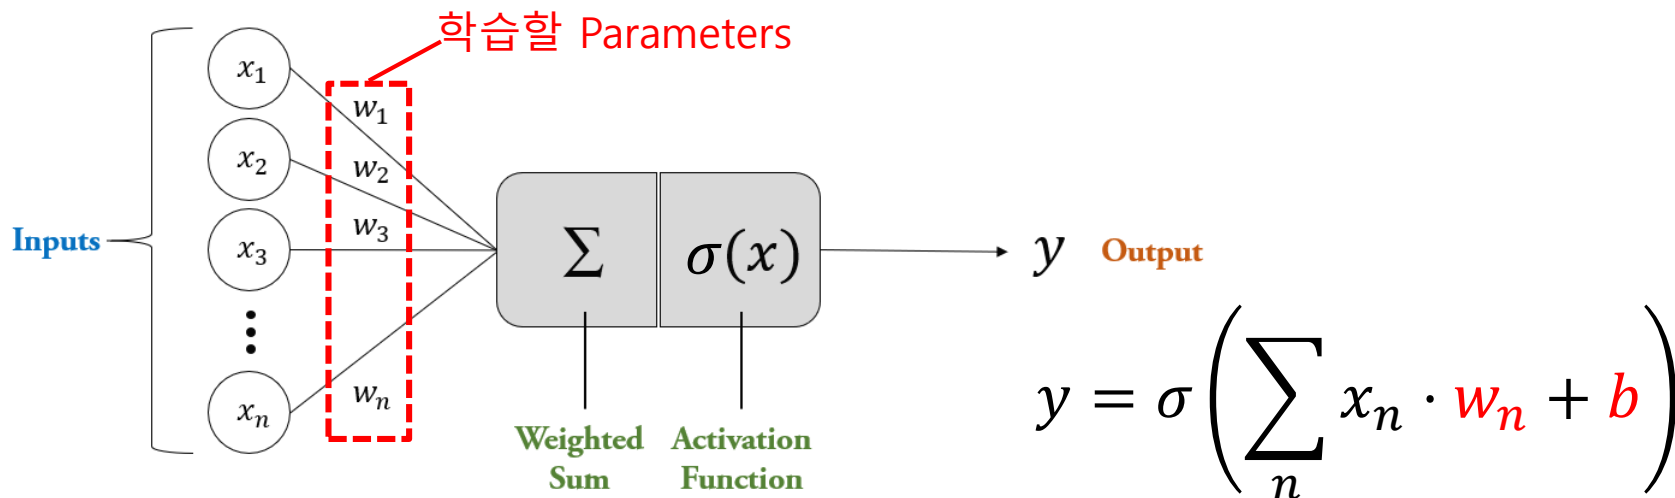 학습할 Parameters
x₁
w₁
x₂
w₂
Inputs
x₃
w₃
Σ
σ(x)
y
Output
xₙ
wₙ
Weighted
Sum
Activation
Function
y = σ(∑ₙ xₙ · wₙ + b)